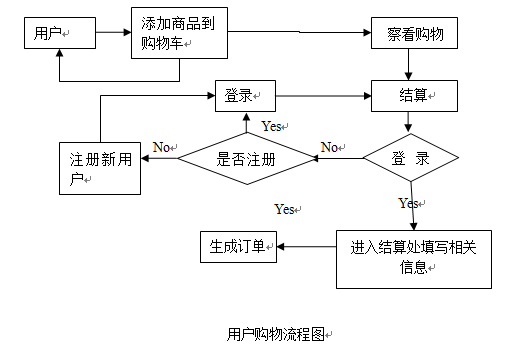 用户
添加商品到
购物车
察看购物
登录
结算
Yes
注册新用
户
No
是否注册
No
登 录
Yes
Yes
生成订单
进入结算处填写相关
信息
用户购物流程图